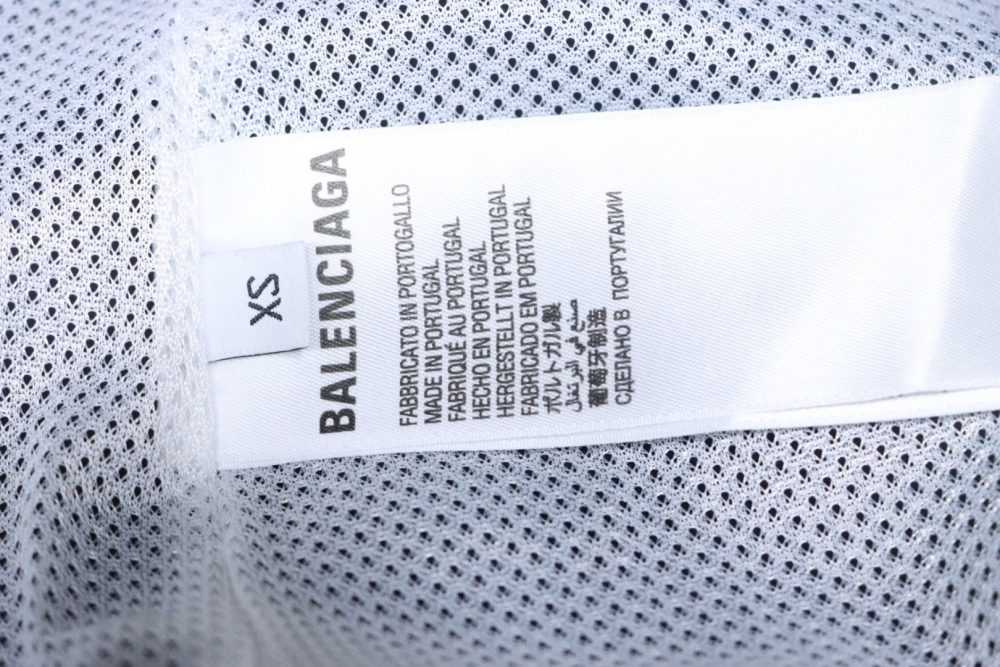 XS
BALENCIAGA
FABBRICATO IN PORTOGALLO
MADE IN PORTUGAL
FABRIQUÉ AU PORTUGAL
HECHO EN PORTUGAL
HERGESTELLT IN PORTUGAL
FABRICADO EM PORTUGAL
ポルトガル製
صنع في البرتغال
葡萄牙制造
СДЕЛАНО В ПОРТУГАЛИИ